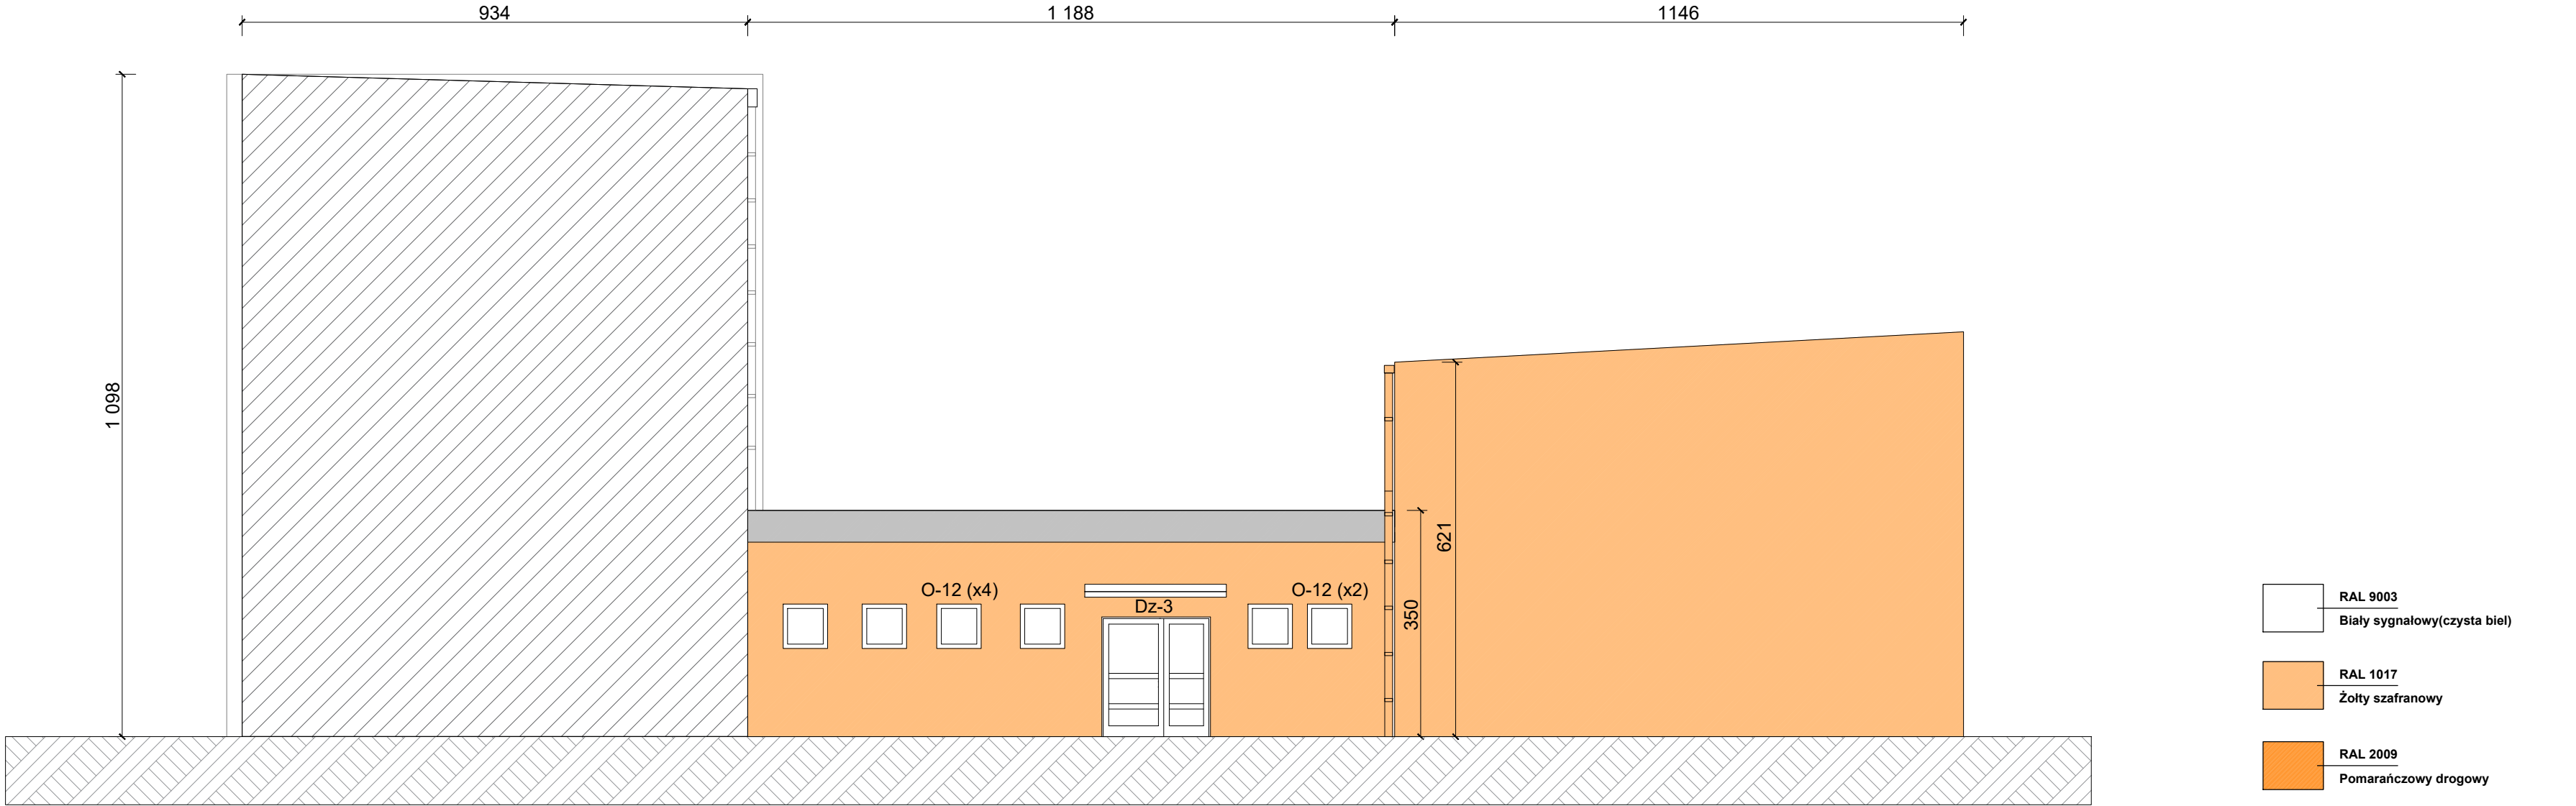 934
1 188
1146
1 098
621
350
O-12 (x4)
O-12 (x2)
Dz-3
RAL 9003
Biały sygnałowy(czysta biel)
RAL 1017
Żołty szafranowy
RAL 2009
Pomarańczowy drogowy